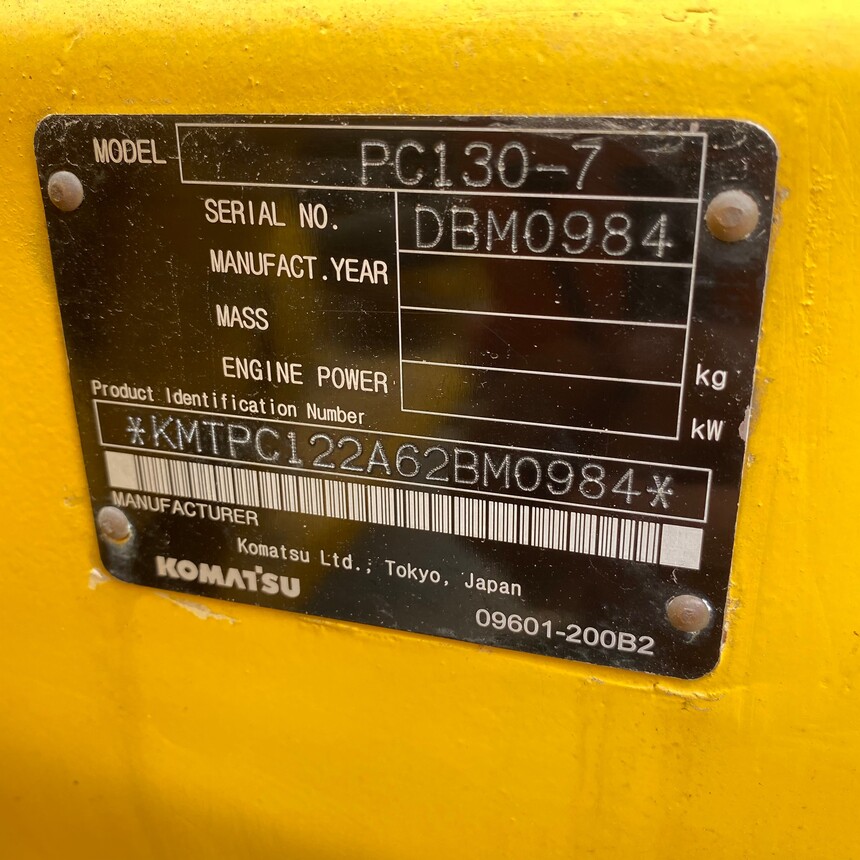 MODEL PC130-7
SERIAL NO. DBM0984
MANUFACT.YEAR
MASS kg
ENGINE POWER kW
Product Identification Number
*KMTPC122A62BM0984*
MANUFACTURER
Komatsu Ltd., Tokyo, Japan
KOMATSU
09601-200B2